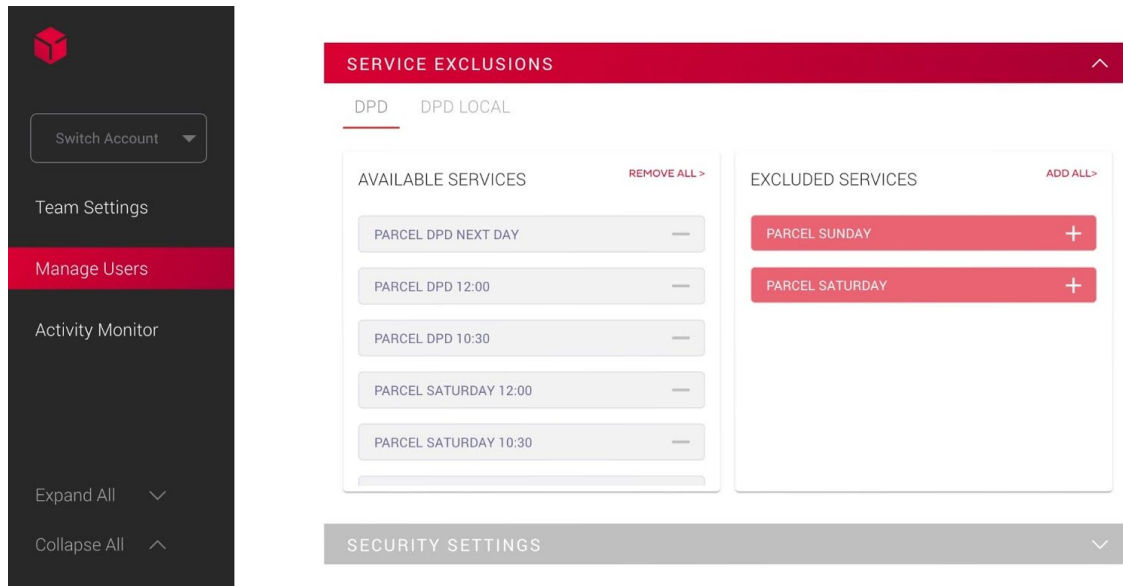 Switch Account
Team Settings
Manage Users
Activity Monitor
Expand All
Collapse All
SERVICE EXCLUSIONS
DPD DPD LOCAL
AVAILABLE SERVICES REMOVE ALL >
PARCEL DPD NEXT DAY
PARCEL DPD 12:00
PARCEL DPD 10:30
PARCEL SATURDAY 12:00
PARCEL SATURDAY 10:30
EXCLUDED SERVICES ADD ALL>
PARCEL SUNDAY
PARCEL SATURDAY
SECURITY SETTINGS